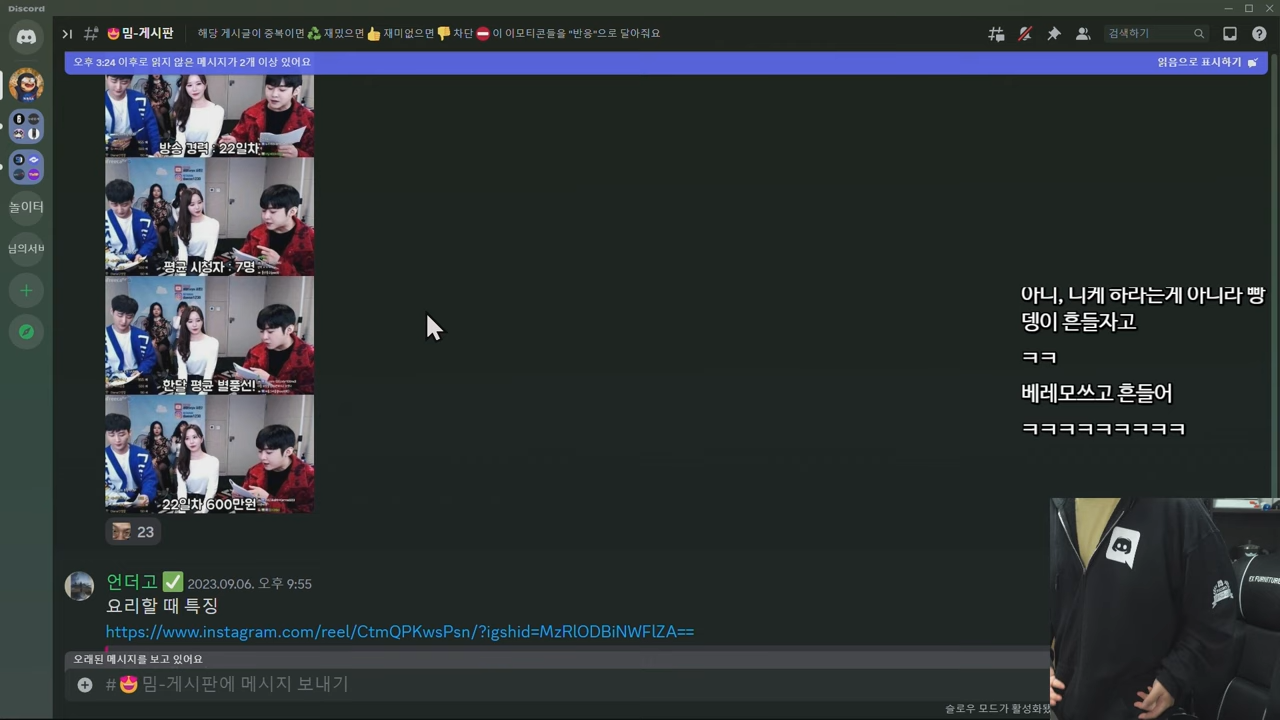 Discord
밈-게시판
해당 게시글이 중복이면 재밌으면 재미없으면 차단 이 이모티콘들을 "반응"으로 달아줘요
검색하기
오후 3:24 이후로 읽지 않은 메시지가 2개 이상 있어요
읽음으로 표시하기
방송 경력 : 22일차
평균 시청자 : 7명
한달 평균 별풍선!
22일차 600만원
놀이터
님의서버
아니, 니케 하라는게 아니라 빵
뎅이 흔들자고
ㅋㅋ
베레모쓰고 흔들어
ㅋㅋㅋㅋㅋㅋㅋㅋㅋ
23
언더고 2023.09.06. 오후 9:55
요리할 때 특징
https://www.instagram.com/reel/CtmQPKwsPsn/?igshid=MzRlODBiNWFlZA==
오래된 메시지를 보고 있어요
#밈-게시판에 메시지 보내기
슬로우 모드가 활성화됐